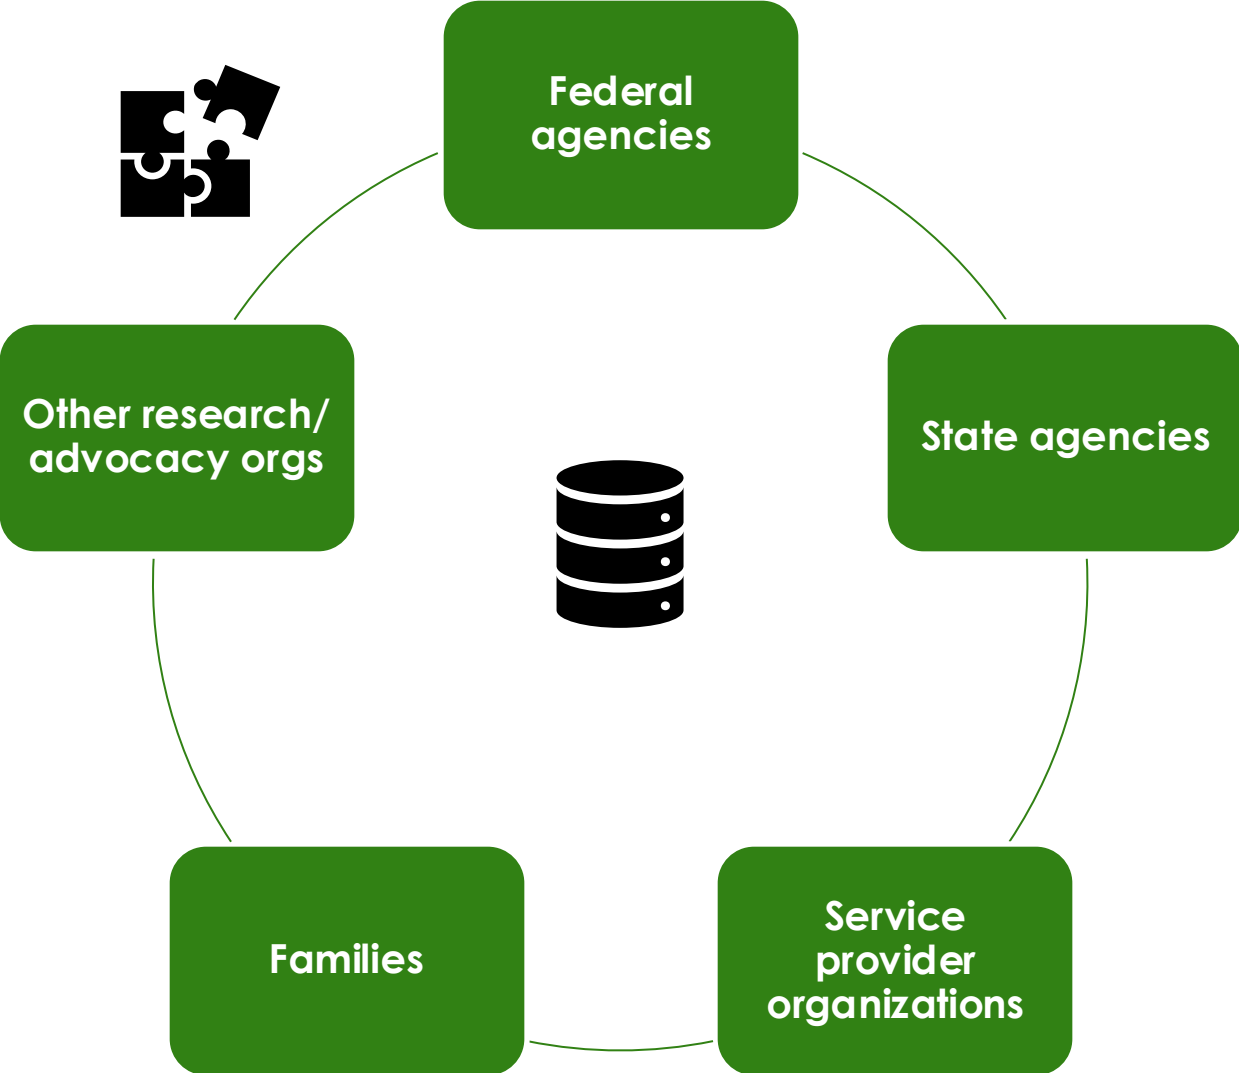 Federal
agencies
Other research/
advocacy orgs
State agencies
Families
Service
provider
organizations